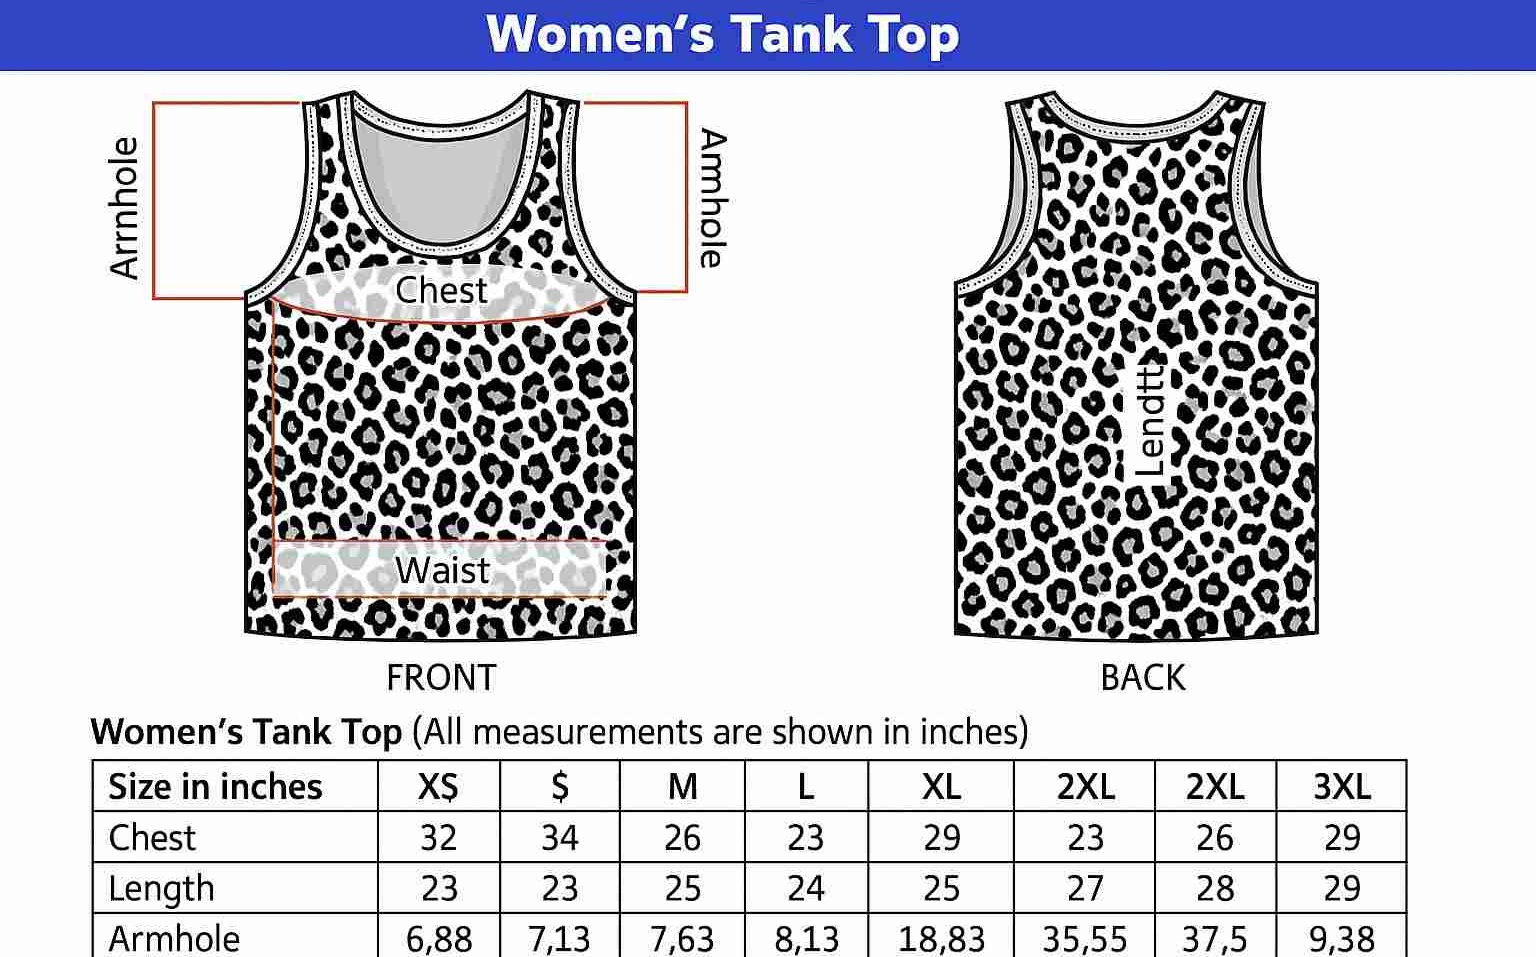 Women's Tank Top
Arrnhole
Armhole
Chest
Waist
Lendtt
FRONT
BACK
Women's Tank Top (All measurements are shown in inches)
Size in inches X$ $ M L XL 2XL 2XL 3XL
Chest 32 34 26 23 29 23 26 29
Length 23 23 25 24 25 27 28 29
Armhole 6,88 7,13 7,63 8,13 18,83 35,55 37,5 9,38